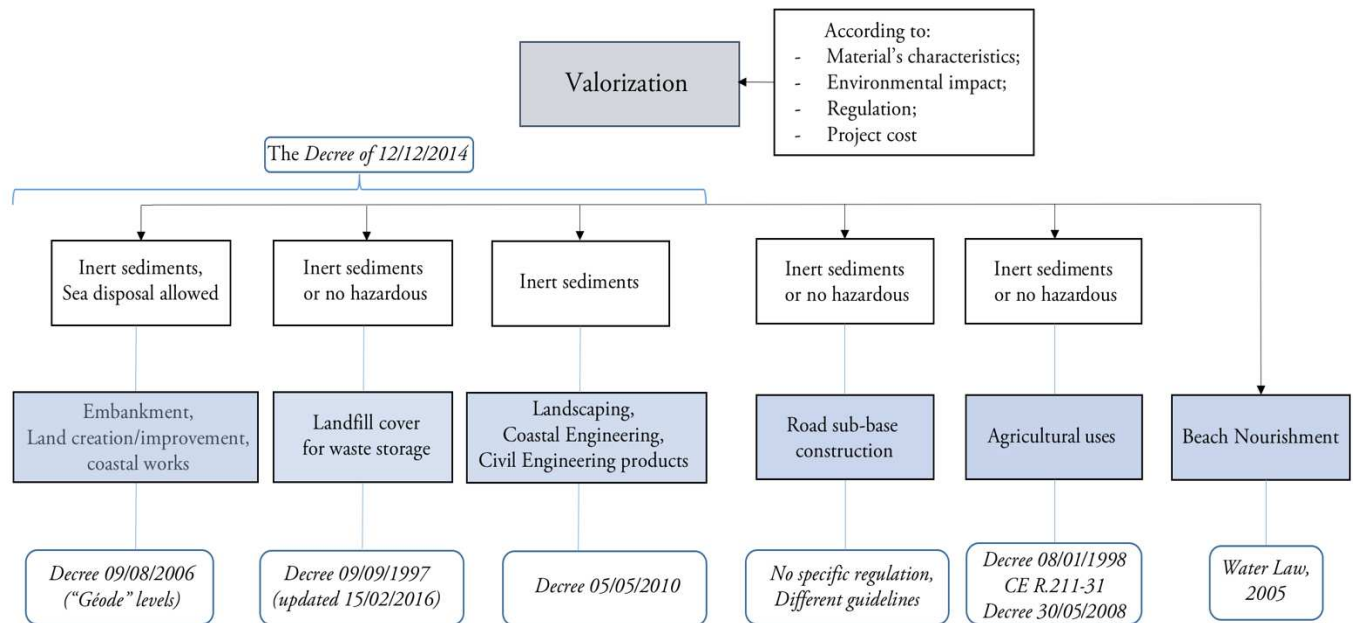 According to:
- Material's characteristics;
- Environmental impact;
- Regulation;
- Project cost
Valorization
The Decree of 12/12/2014
Inert sediments,
Sea disposal allowed
Inert sediments
or no hazardous
Inert sediments
Inert sediments
or no hazardous
Inert sediments
or no hazardous
Embankment,
Land creation/improvement,
coastal works
Landfill cover
for waste storage
Landscaping,
Coastal Engineering,
Civil Engineering products
Road sub-base
construction
Agricultural uses
Beach Nourishment
Decree 09/08/2006
(“Géode” levels)
Decree 09/09/1997
(updated 15/02/2016)
Decree 05/05/2010
No specific regulation,
Different guidelines
Decree 08/01/1998
CE R.211-31
Decree 30/05/2008
Water Law,
2005